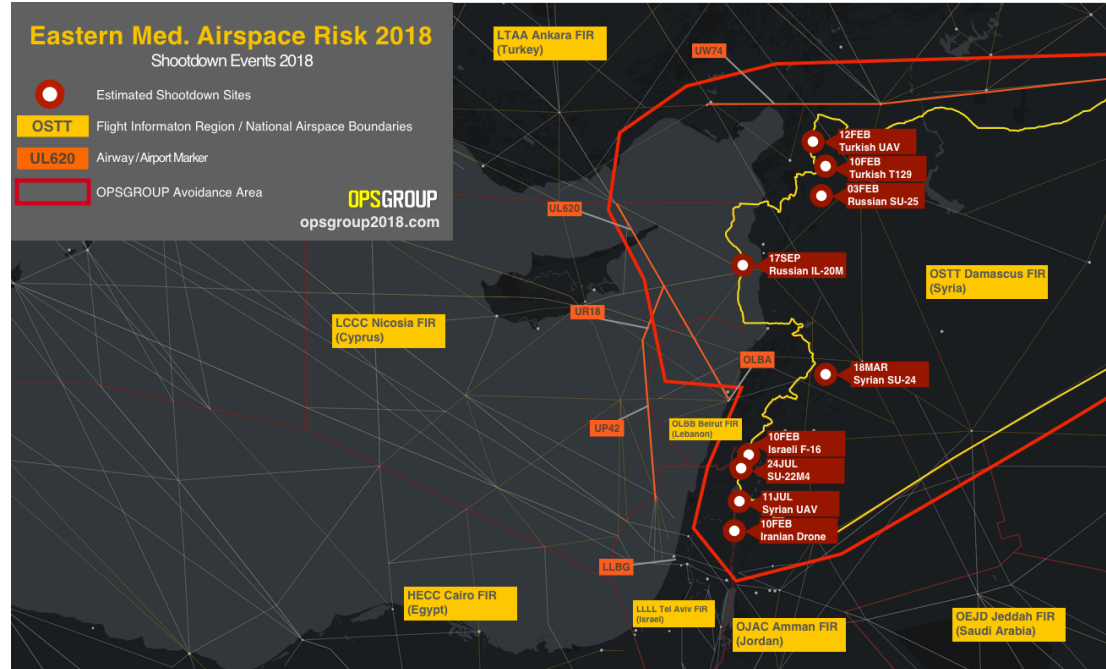 Eastern Med. Airspace Risk 2018
Shootdown Events 2018
Estimated Shootdown Sites
OSTT
Flight Informaton Region / National Airspace Boundaries
UL620
Airway/Airport Marker
OPSGROUP Avoidance Area
OPSGROUP
opsgroup2018.com
LTAA Ankara FIR
(Turkey)
UW74
12FEB
Turkish UAV
10FEB
Turkish T129
03FEB
Russian SU-25
UL620
17SEP
Russian IL-20M
OSTT Damascus FIR
(Syria)
UR18
LCCC Nicosia FIR
(Cyprus)
OLBA
18MAR
Syrian SU-24
UP42
OLBB Beirut FIR
(Lebanon)
10FEB
Israeli F-16
24JUL
SU-22M4
11JUL
Syrian UAV
10FEB
Iranian Drone
LLBG
HECC Cairo FIR
(Egypt)
LLLL Tel Aviv FIR
(Israel)
OJAC Amman FIR
(Jordan)
OEJD Jeddah FIR
(Saudi Arabia)